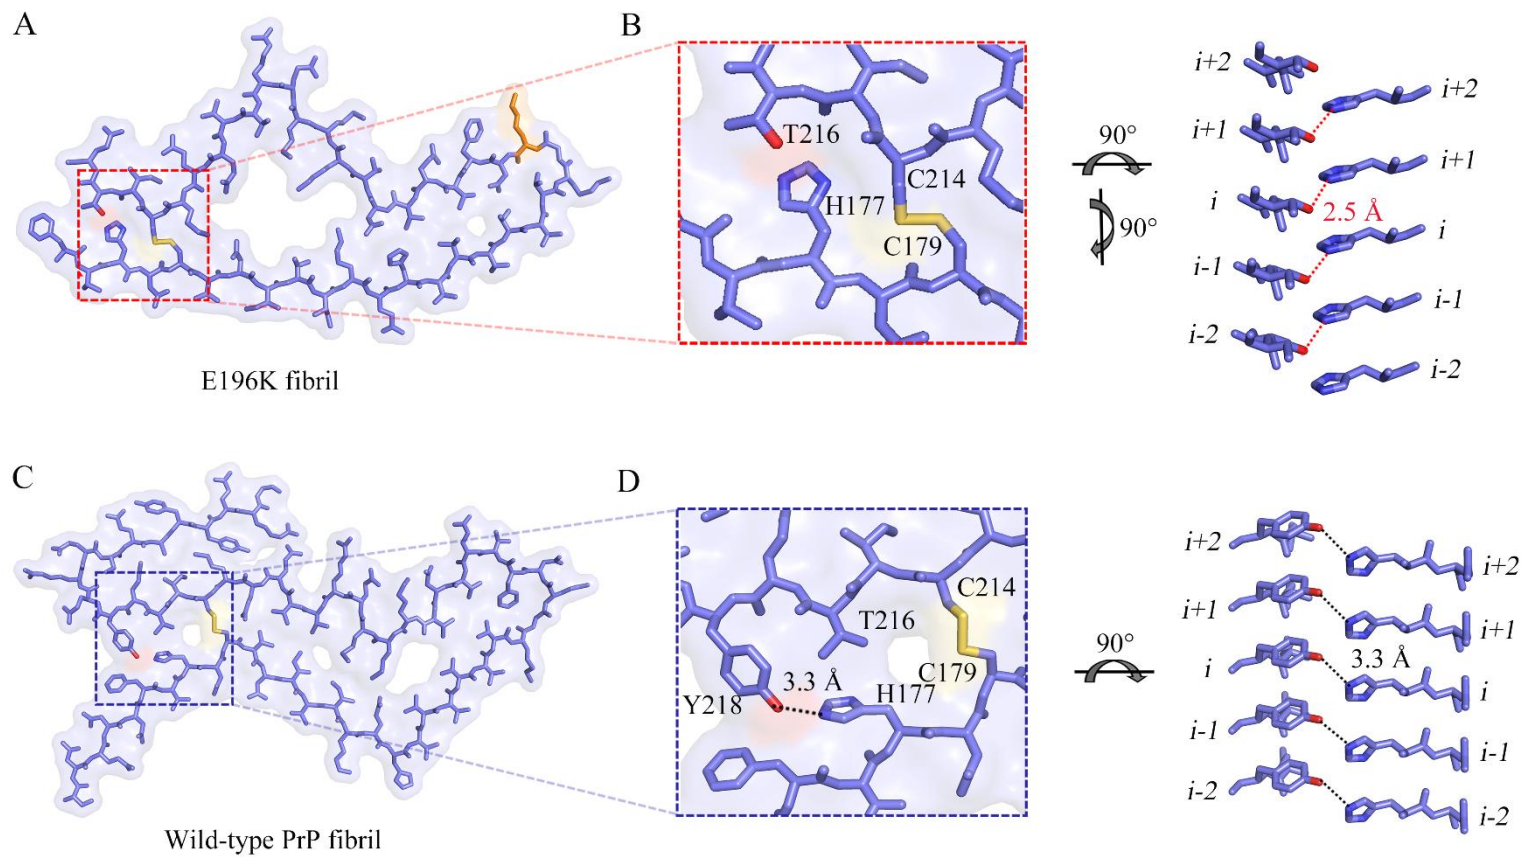 A
B
T216
C214
H177
C179
90°
90°
i+2
i+2
i+1
i+1
i
2.5 Å
i
i-1
i-1
i-2
i-2
E196K fibril
C
D
C214
T216
C179
3.3 Å
H177
Y218
90°
i+2
i+2
i+1
i+1
3.3 Å
i
i
i-1
i-1
i-2
i-2
Wild-type PrP fibril